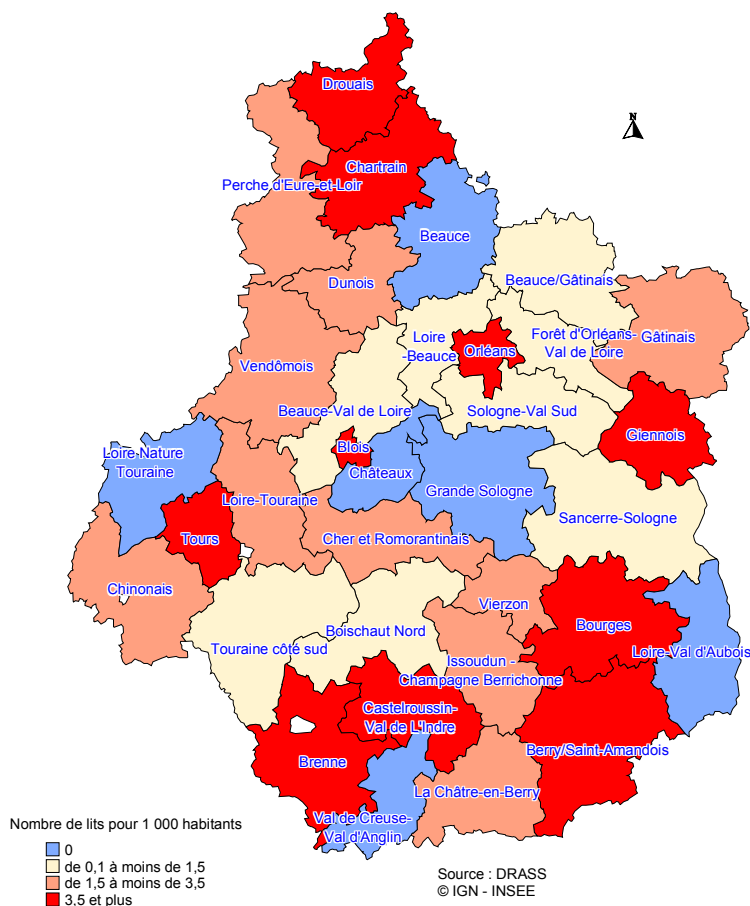 Drouais
N
Chartrain
Perche d'Eure-et-Loir
Beauce
Beauce/Gâtinais
Dunois
Loire
-Beauce
Forêt d'Orléans-
Val de Loire
Gâtinais
Orléans
Vendômois
Beauce-Val de Loire
Sologne-Val Sud
Giennois
Blois
Loire-Nature
Touraine
Châteaux
Grande Sologne
Loire-Touraine
Sancerre-Sologne
Tours
Cher et Romorantinais
Chinonais
Vierzon
Bourges
Boischaut Nord
Touraine côté sud
Loire-Val d'Aubois
Issoudun -
Champagne Berrichonne
Castelroussin-
Val de L'Indre
Berry/Saint-Amandois
Brenne
La Châtre-en-Berry
Val de Creuse-
Val d'Anglin
Nombre de lits pour 1 000 habitants
0
de 0,1 à moins de 1,5
de 1,5 à moins de 3,5
3,5 et plus
Source : DRASS
© IGN - INSEE